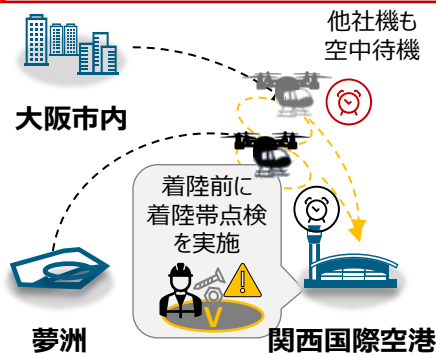 他社機も
空中待機
大阪市内
着陸前に
着陸帯点検
を実施
V
夢洲
関西国際空港